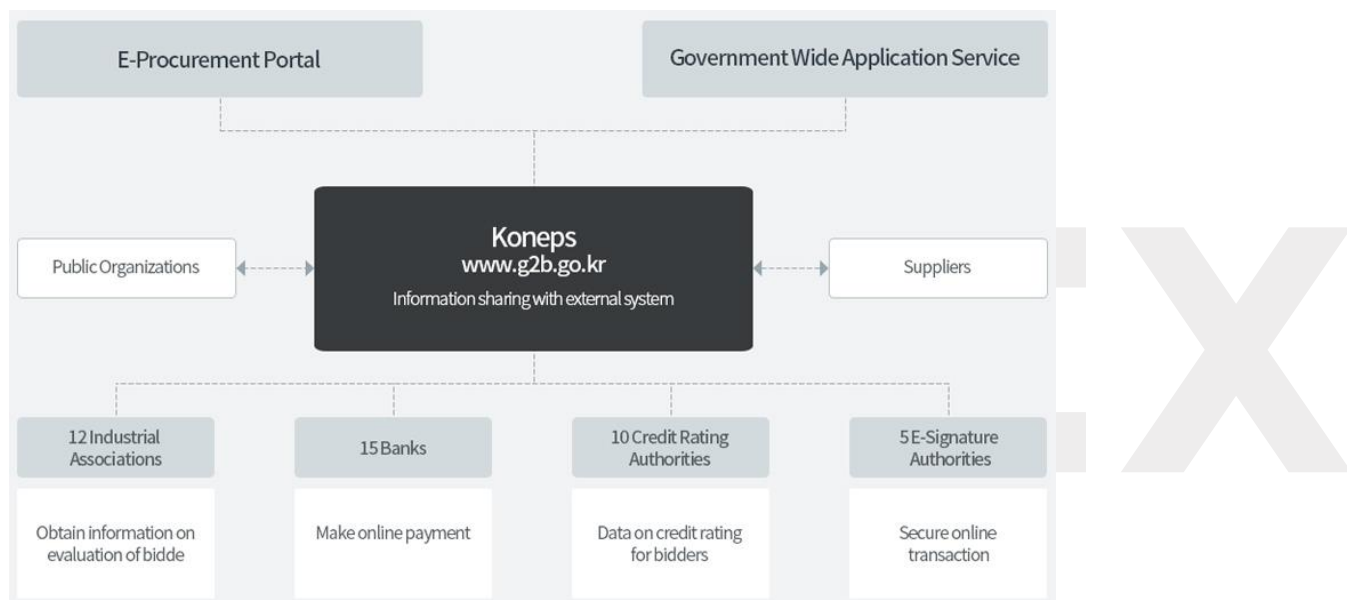 E-Procurement Portal
Government Wide Application Service
Koneps
www.g2b.go.kr
Information sharing with external system
Public Organizations
Suppliers
12 Industrial
Associations
15 Banks
10 Credit Rating
Authorities
5 E-Signature
Authorities
Obtain information on
evaluation of bidde
Make online payment
Data on credit rating
for bidders
Secure online
transaction
EX